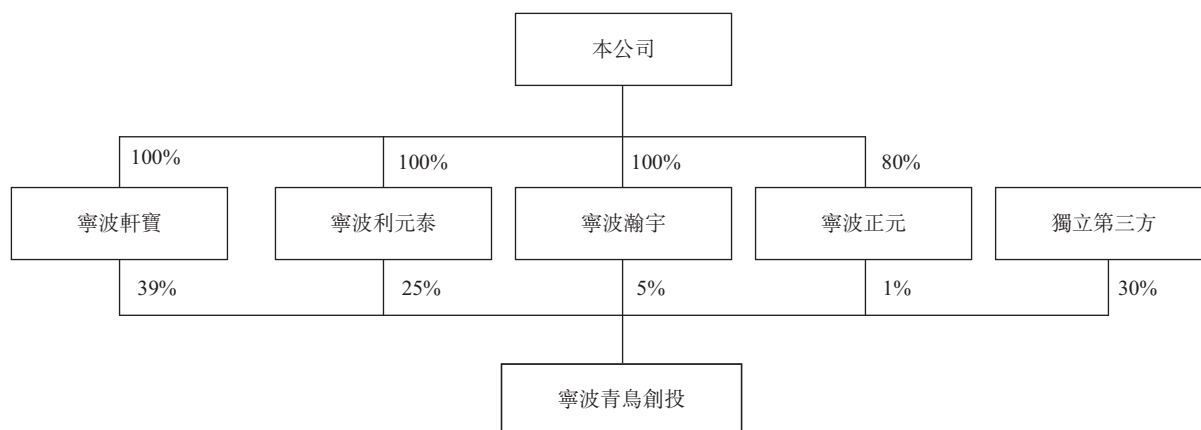 本公司
100%
100%
100%
80%
寧波軒寶
寧波利元泰
寧波瀚宇
寧波正元
獨立第三方
39%
25%
5%
1%
30%
寧波青鳥創投